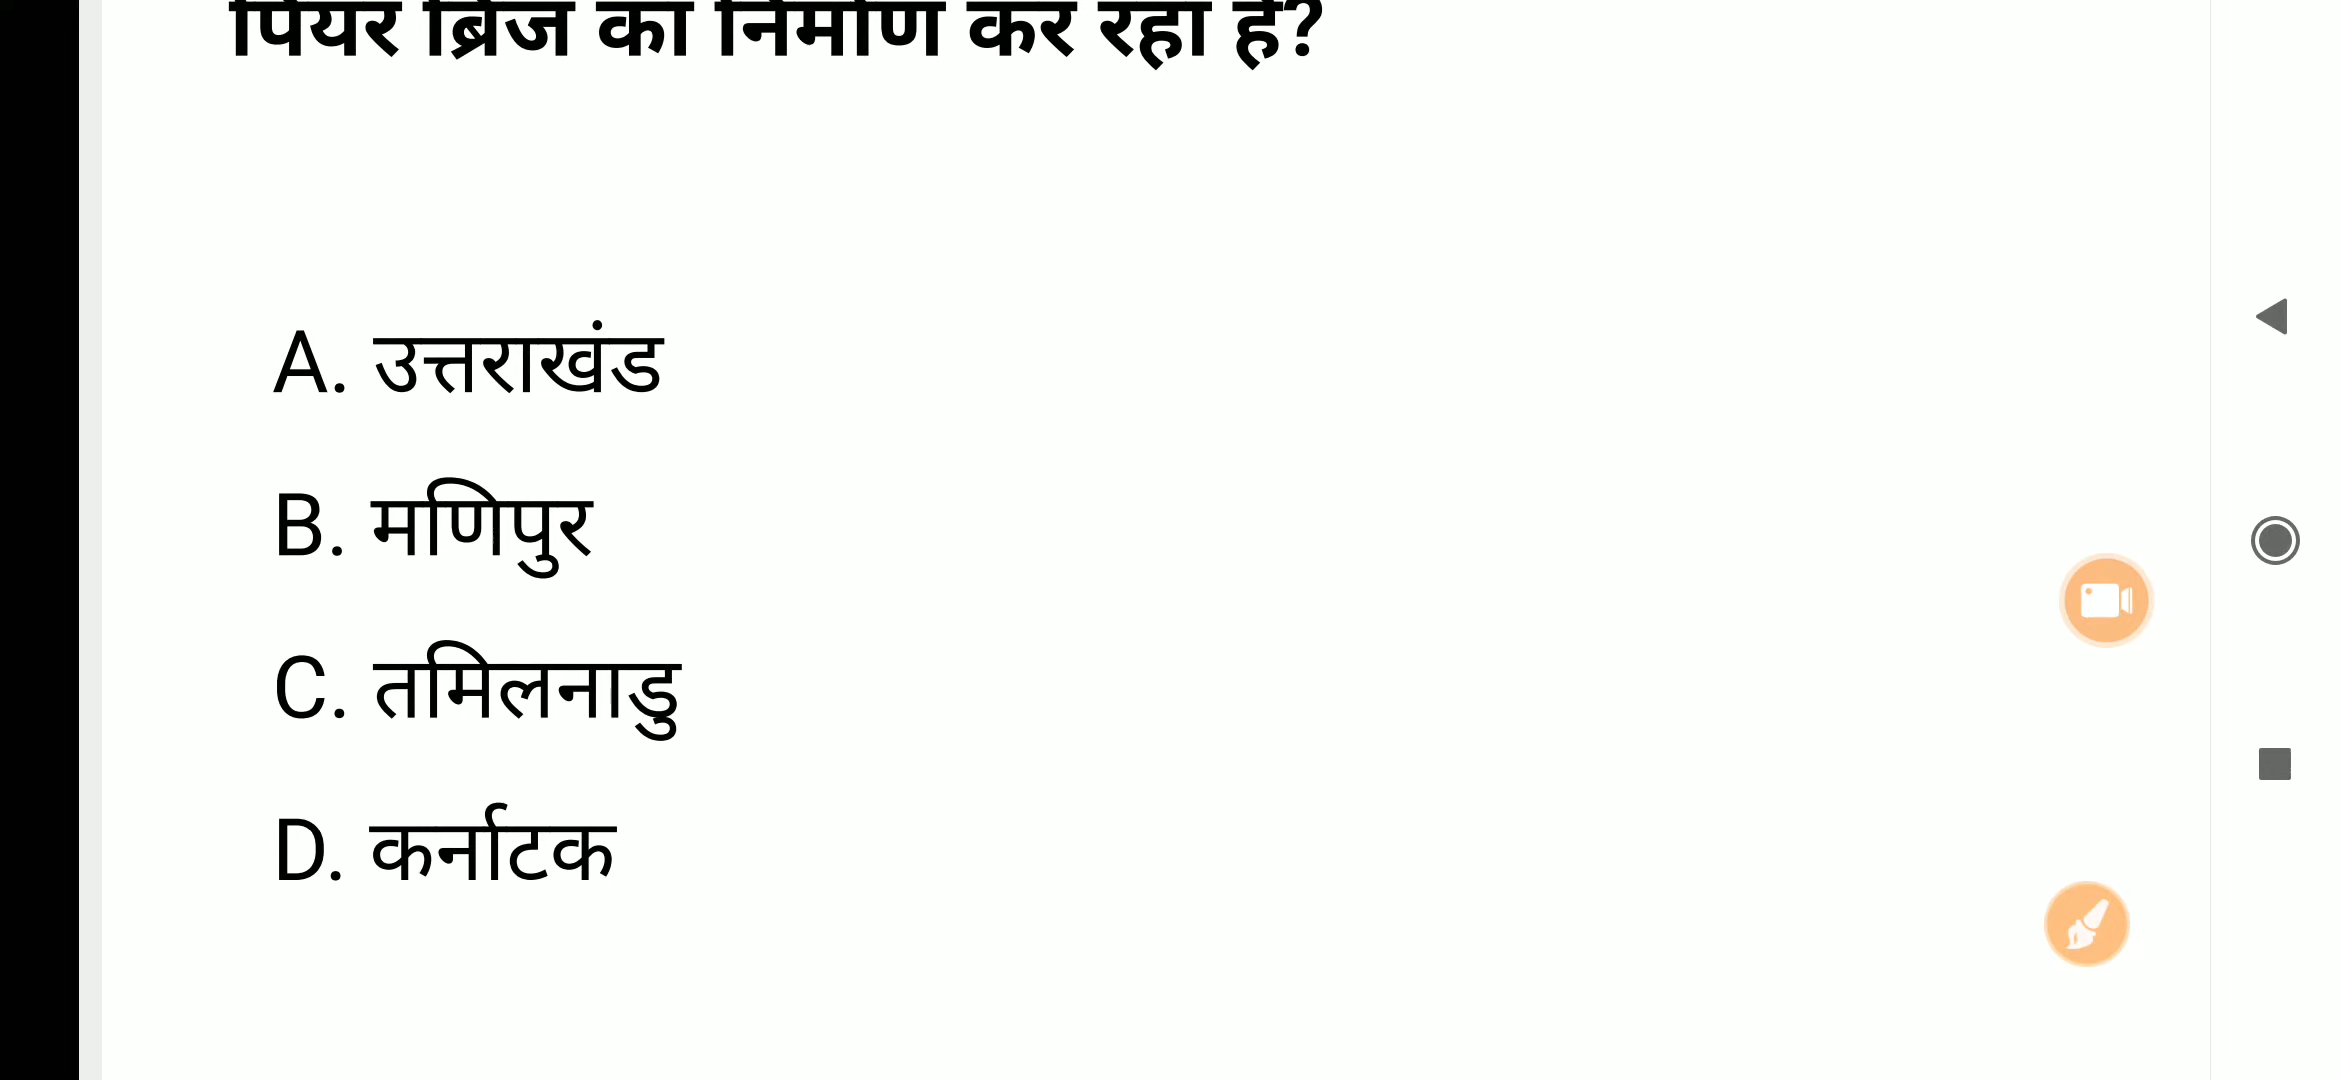 पियर ब्रिज का निर्माण कर रहा है?
A. उत्तराखंड
B. मणिपुर
C. तमिलनाडु
D. कर्नाटक